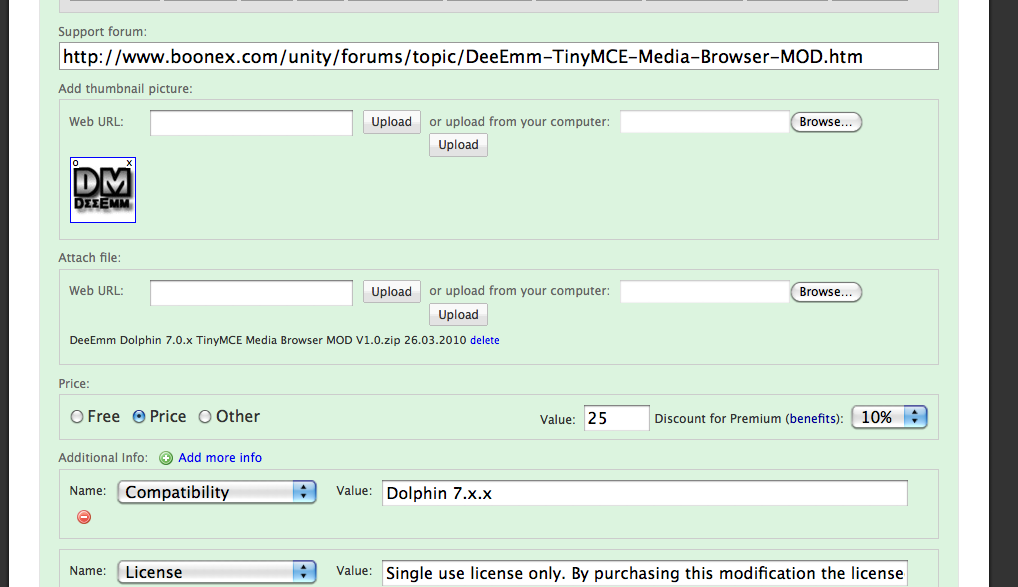 Support forum:
http://www.boonex.com/unity/forums/topic/DeeEmm-TinyMCE-Media-Browser-MOD.htm
Add thumbnail picture:
Web URL: Upload or upload from your computer: Browse...
Upload
o x
DM
DΣΣEMM
Attach file:
Web URL: Upload or upload from your computer: Browse...
Upload
DeeEmm Dolphin 7.0.x TinyMCE Media Browser MOD V1.0.zip 26.03.2010 delete
Price:
Free Price Other Value: 25 Discount for Premium (benefits): 10%
Additional Info: Add more info
Name: Compatibility Value: Dolphin 7.x.x
Name: License Value: Single use license only. By purchasing this modification the license